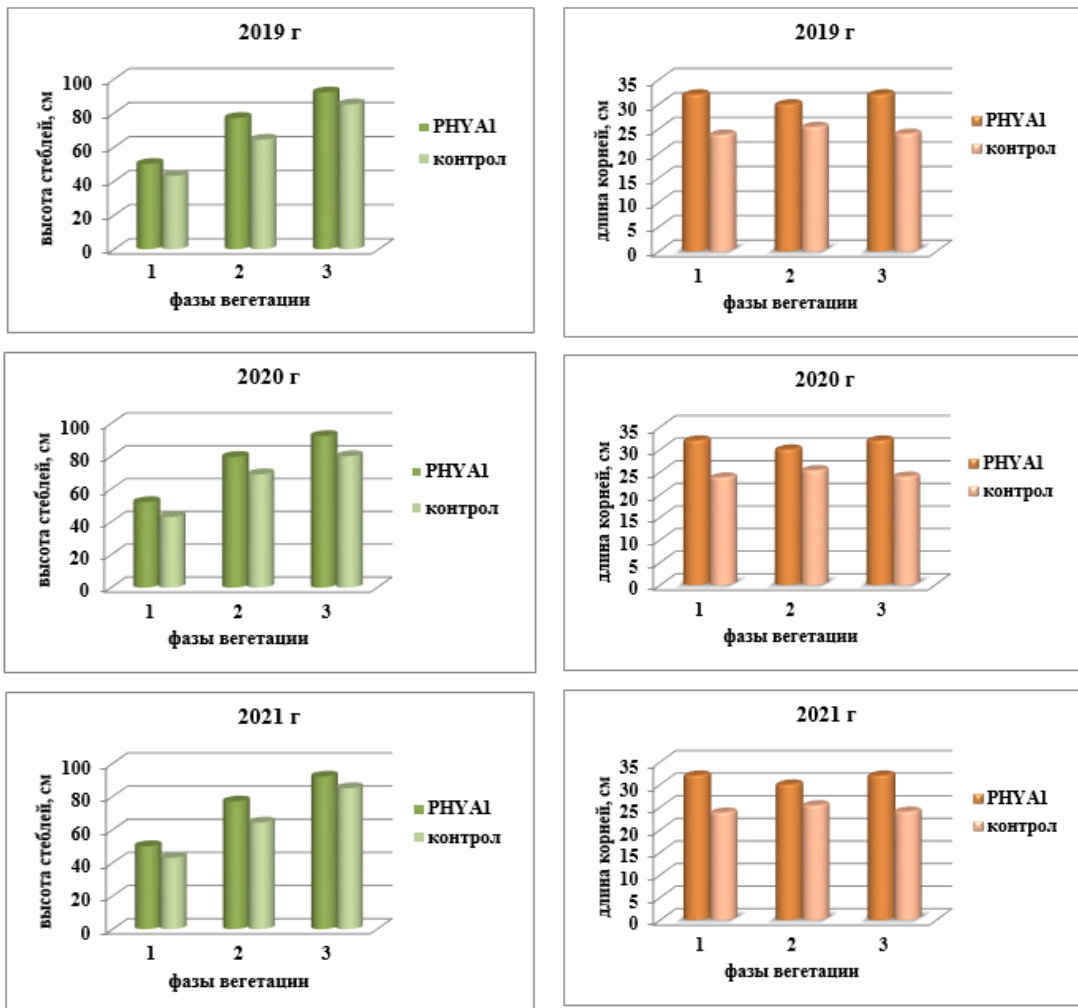 2019 г
высота стеблей, см
100
80
60
40
20
0
1 2 3
фазы вегетации
PHYA1
контрол
2019 г
длина корней, см
35
30
25
20
15
10
5
0
1 2 3
фазы вегетации
PHYA1
контрол
2020 г
высота стеблей, см
100
80
60
40
20
0
1 2 3
фазы вегетации
PHYA1
контрол
2020 г
длина корней, см
35
30
25
20
15
10
5
0
1 2 3
фазы вегетации
PHYA1
контрол
2021 г
высота стеблей, см
100
80
60
40
20
0
1 2 3
фазы вегетации
PHYA1
контрол
2021 г
длина корней, см
35
30
25
20
15
10
5
0
1 2 3
фазы вегетации
PHYA1
контрол